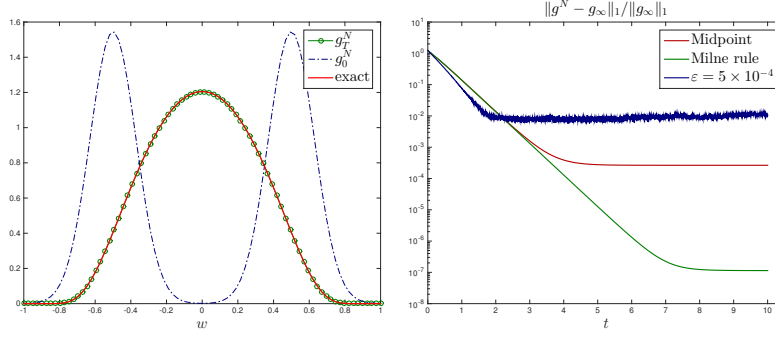 1.6
1.4
1.2
1
0.8
0.6
0.4
0.2
0
-1 -0.8 -0.6 -0.4 -0.2 0 0.2 0.4 0.6 0.8 1
w
g_T^N
g_0^N
exact
‖g^N − g_∞‖_1/‖g_∞‖_1
10^1
10^0
10^-1
10^-2
10^-3
10^-4
10^-5
10^-6
10^-7
10^-8
0 1 2 3 4 5 6 7 8 9 10
t
Midpoint
Milne rule
ε = 5 × 10^−4